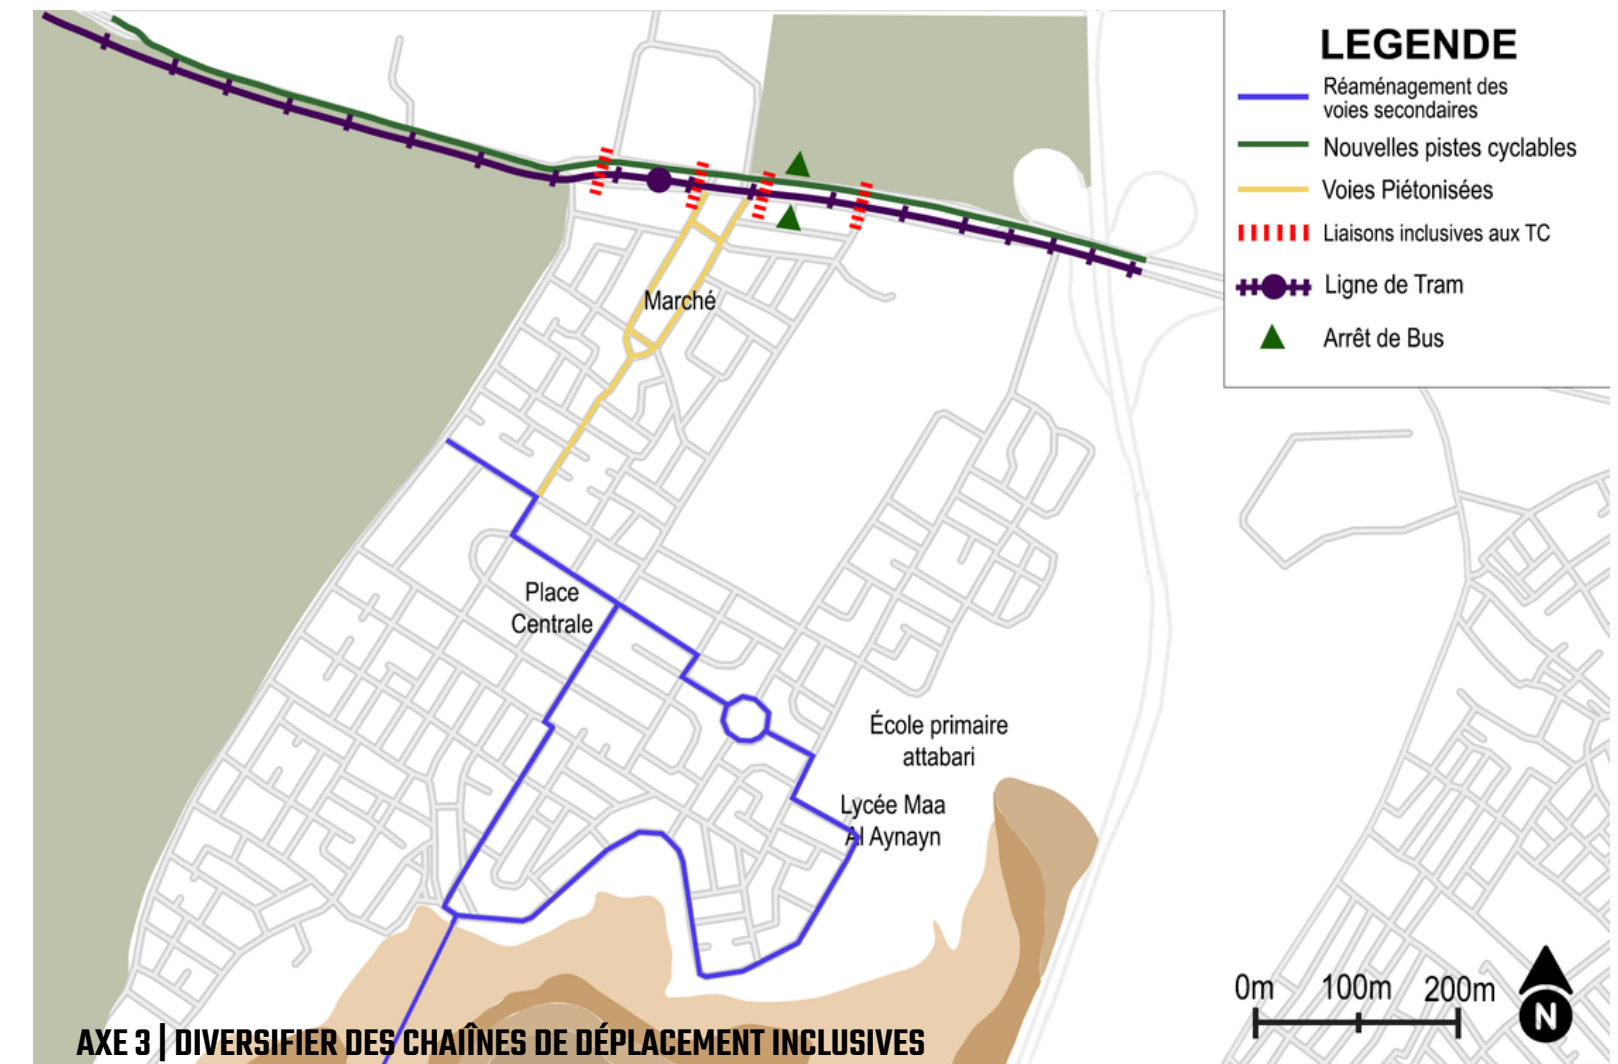 LEGENDE
Réaménagement des
voies secondaires
Nouvelles pistes cyclables
Voies Piétonisées
Liaisons inclusives aux TC
Ligne de Tram
Arrêt de Bus
Marché
Place
Centrale
École primaire
attabari
Lycée Maa
Al Aynayn
0m 100m 200m
N
AXE 3 | DIVERSIFIER DES CHAIÎNES DE DÉPLACEMENT INCLUSIVES